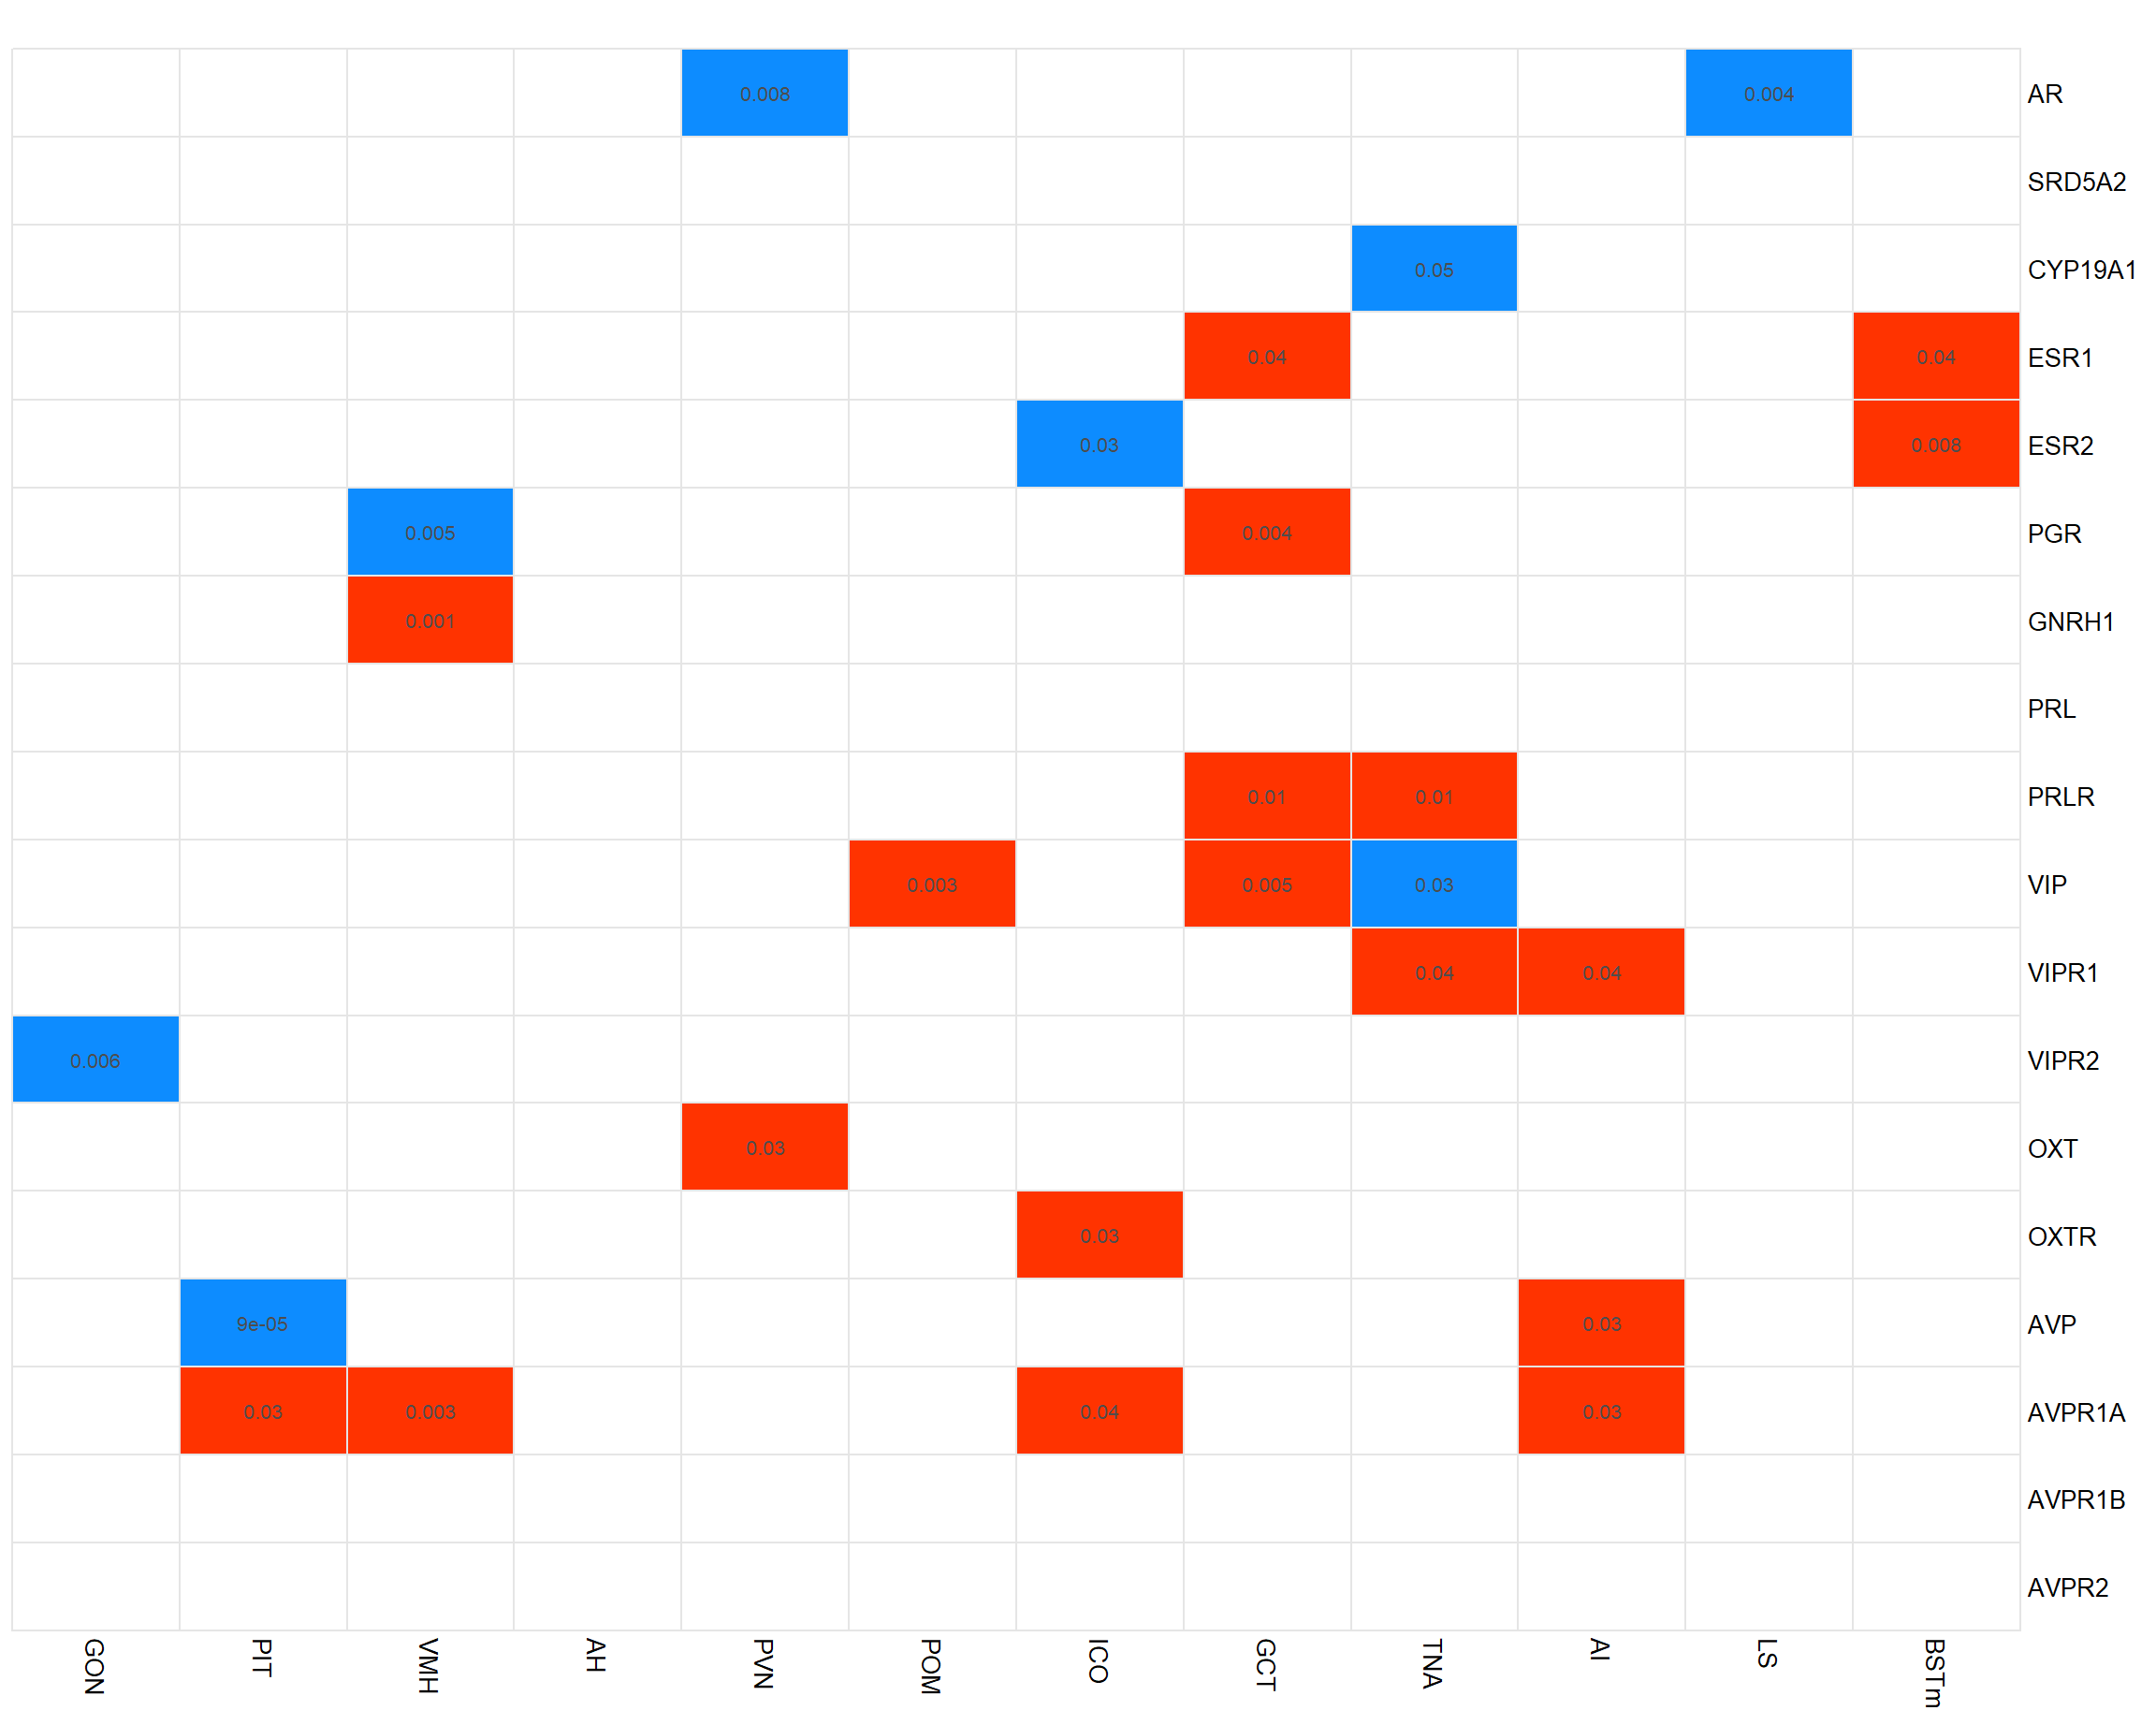 0.008 0.004 AR
SRD5A2
0.05 CYP19A1
0.04 0.04 ESR1
0.03 0.008 ESR2
0.005 0.004 PGR
0.001 GNRH1
PRL
0.01 0.01 PRLR
0.003 0.005 0.03 VIP
0.04 0.04 VIPR1
0.006 VIPR2
0.03 OXT
0.03 OXTR
9e-05 0.03 AVP
0.03 0.003 0.04 0.03 AVPR1A
AVPR1B
AVPR2
GON PIT VMH AH PVN POM ICO GCT TNA AI LS BSTm